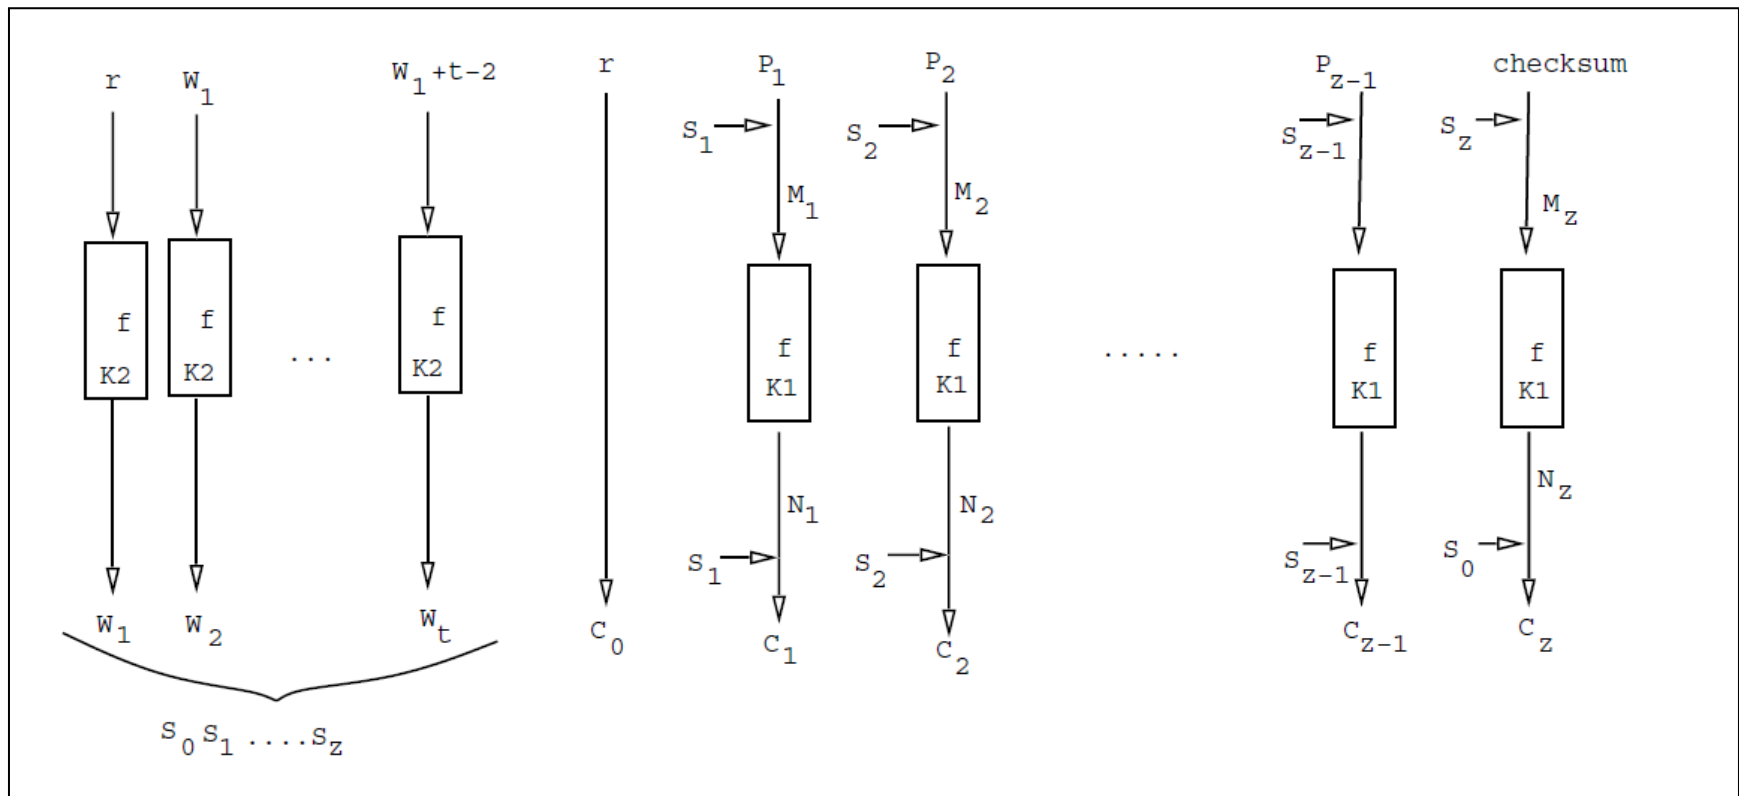 r W1 W1+t-2 r P1 P2 Pz-1 checksum
S1 S2 Sz-1 Sz
M1 M2 Mz
f f f f f ..... f f
K2 K2 ... K2 K1 K1 K1 K1
N1 N2 Nz
S1 S2 Sz-1 S0
W1 W2 Wt C0 C1 C2 Cz-1 Cz
S0 S1 ....Sz